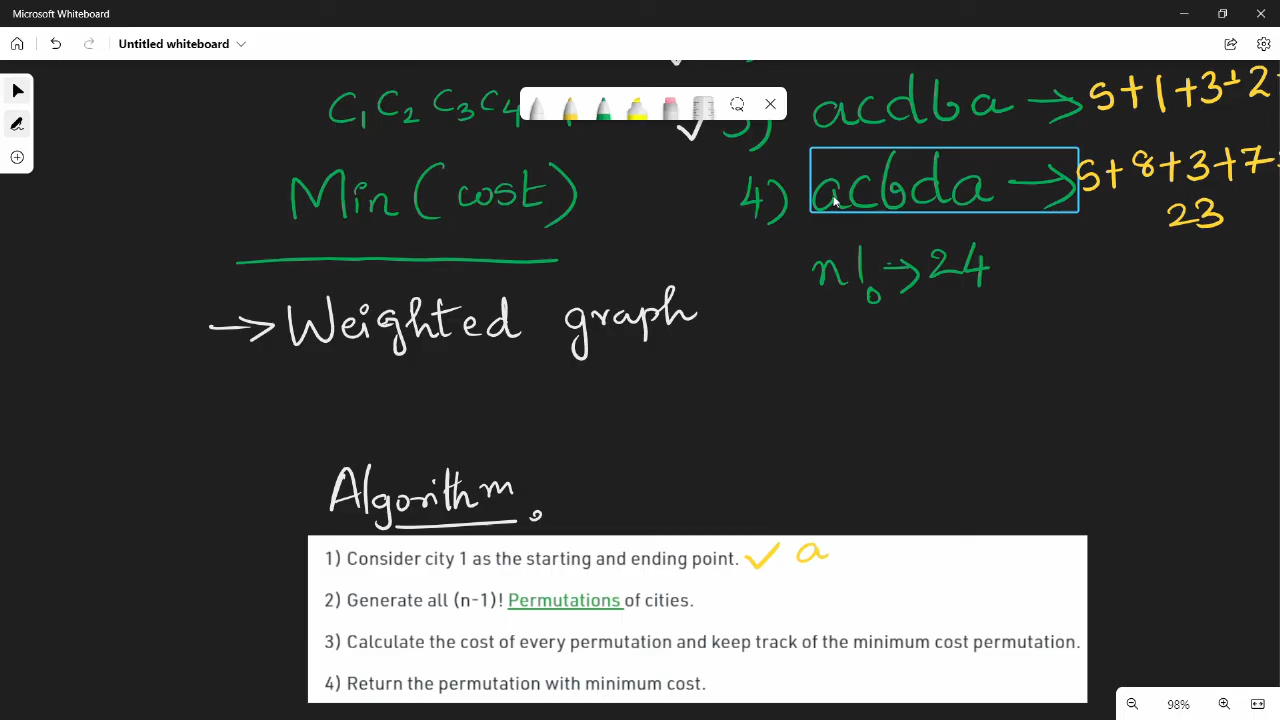 Microsoft Whiteboard
Untitled whiteboard
C1 C2 C3 C4
3) acdba → 5+1+3+2
Min(cost)
4) acbda → 5+8+3+7
23
n! → 24
→ Weighted graph
Algorithm.
1) Consider city 1 as the starting and ending point. ✓ a
2) Generate all (n-1)! Permutations of cities.
3) Calculate the cost of every permutation and keep track of the minimum cost permutation.
4) Return the permutation with minimum cost.
98%